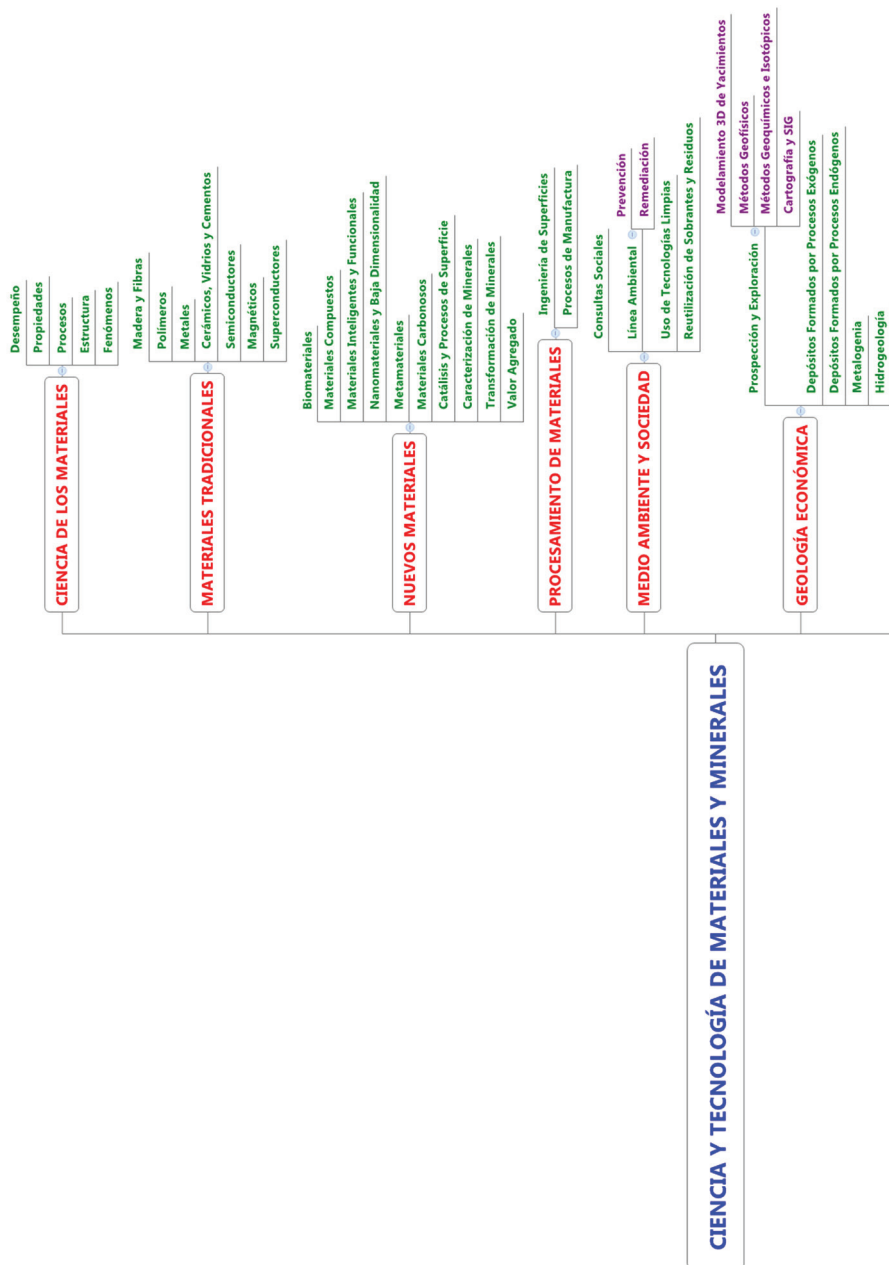 CIENCIA Y TECNOLOGÍA DE MATERIALES Y MINERALES
CIENCIA DE LOS MATERIALES
Desempeño
Propiedades
Procesos
Estructura
Fenómenos
MATERIALES TRADICIONALES
Madera y Fibras
Polímeros
Metales
Cerámicos, Vidrios y Cementos
Semiconductores
Magnéticos
Superconductores
NUEVOS MATERIALES
Biomateriales
Materiales Compuestos
Materiales Inteligentes y Funcionales
Nanomateriales y Baja Dimensionalidad
Metamateriales
Materiales Carbonosos
Catálisis y Procesos de Superficie
Caracterización de Minerales
Transformación de Minerales
Valor Agregado
PROCESAMIENTO DE MATERIALES
Ingeniería de Superficies
Procesos de Manufactura
MEDIO AMBIENTE Y SOCIEDAD
Consultas Sociales
Línea Ambiental
Prevención
Remediación
Uso de Tecnologías Limpias
Reutilización de Sobrantes y Residuos
GEOLOGÍA ECONÓMICA
Prospección y Exploración
Modelamiento 3D de Yacimientos
Métodos Geofísicos
Métodos Geoquímicos e Isotópicos
Cartografía y SIG
Depósitos Formados por Procesos Exógenos
Depósitos Formados por Procesos Endógenos
Metalogenia
Hidrogeología